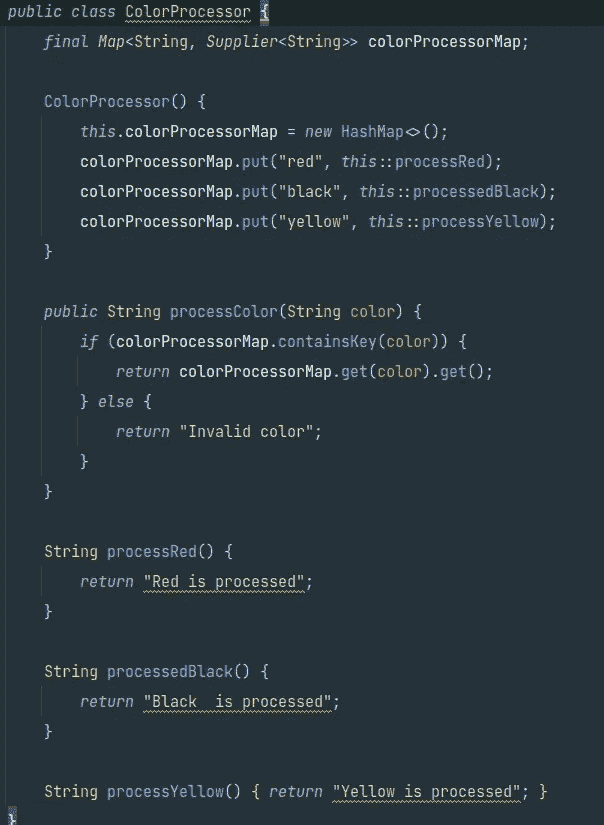 public class ColorProcessor {
final Map<String, Supplier<String>> colorProcessorMap;
ColorProcessor() {
this.colorProcessorMap = new HashMap<>();
colorProcessorMap.put("red", this::processRed);
colorProcessorMap.put("black", this::processedBlack);
colorProcessorMap.put("yellow", this::processYellow);
}
public String processColor(String color) {
if (colorProcessorMap.containsKey(color)) {
return colorProcessorMap.get(color).get();
} else {
return "Invalid color";
}
}
String processRed() {
return "Red is processed";
}
String processedBlack() {
return "Black  is processed";
}
String processYellow() { return "Yellow is processed"; }
}